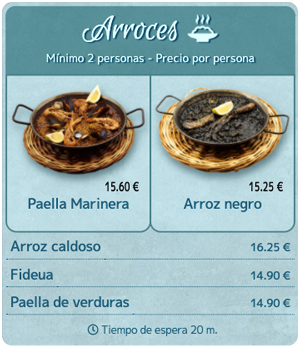 Arroces
Mínimo 2 personas - Precio por persona
15.60 €
Paella Marinera
15.25 €
Arroz negro
Arroz caldoso 16.25 €
Fideua 14.90 €
Paella de verduras 14.90 €
Tiempo de espera 20 m.